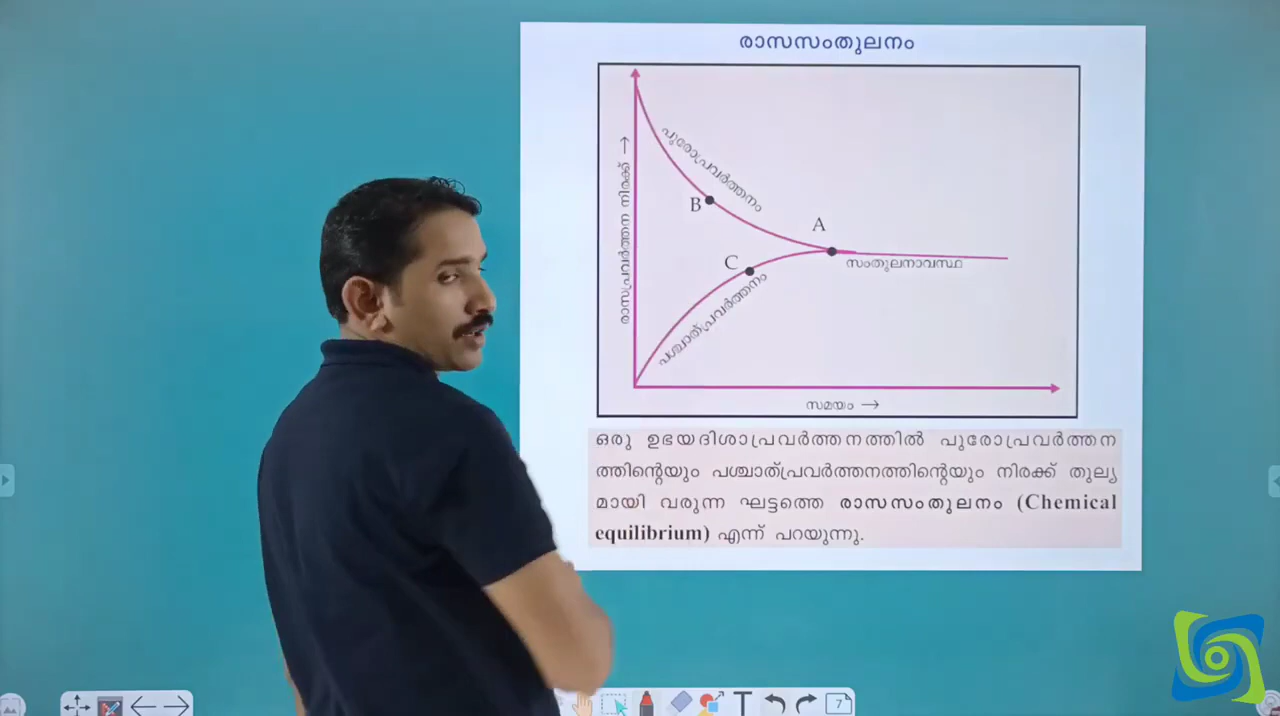 രാസസംതുലനം
രാസപ്രവർത്തന നിരക്ക് →
പുരോപ്രവർത്തനം
B
A
C
സംതുലനാവസ്ഥ
പശ്ചാത്പ്രവർത്തനം
സമയം →
ഒരു ഉഭയദിശാപ്രവർത്തനത്തിൽ പുരോപ്രവർത്തന
ത്തിന്റെയും പശ്ചാത്പ്രവർത്തനത്തിന്റെയും നിരക്ക് തുല്യ
മായി വരുന്ന ഘട്ടത്തെ രാസസംതുലനം (Chemical
equilibrium) എന്ന് പറയുന്നു.
T
7